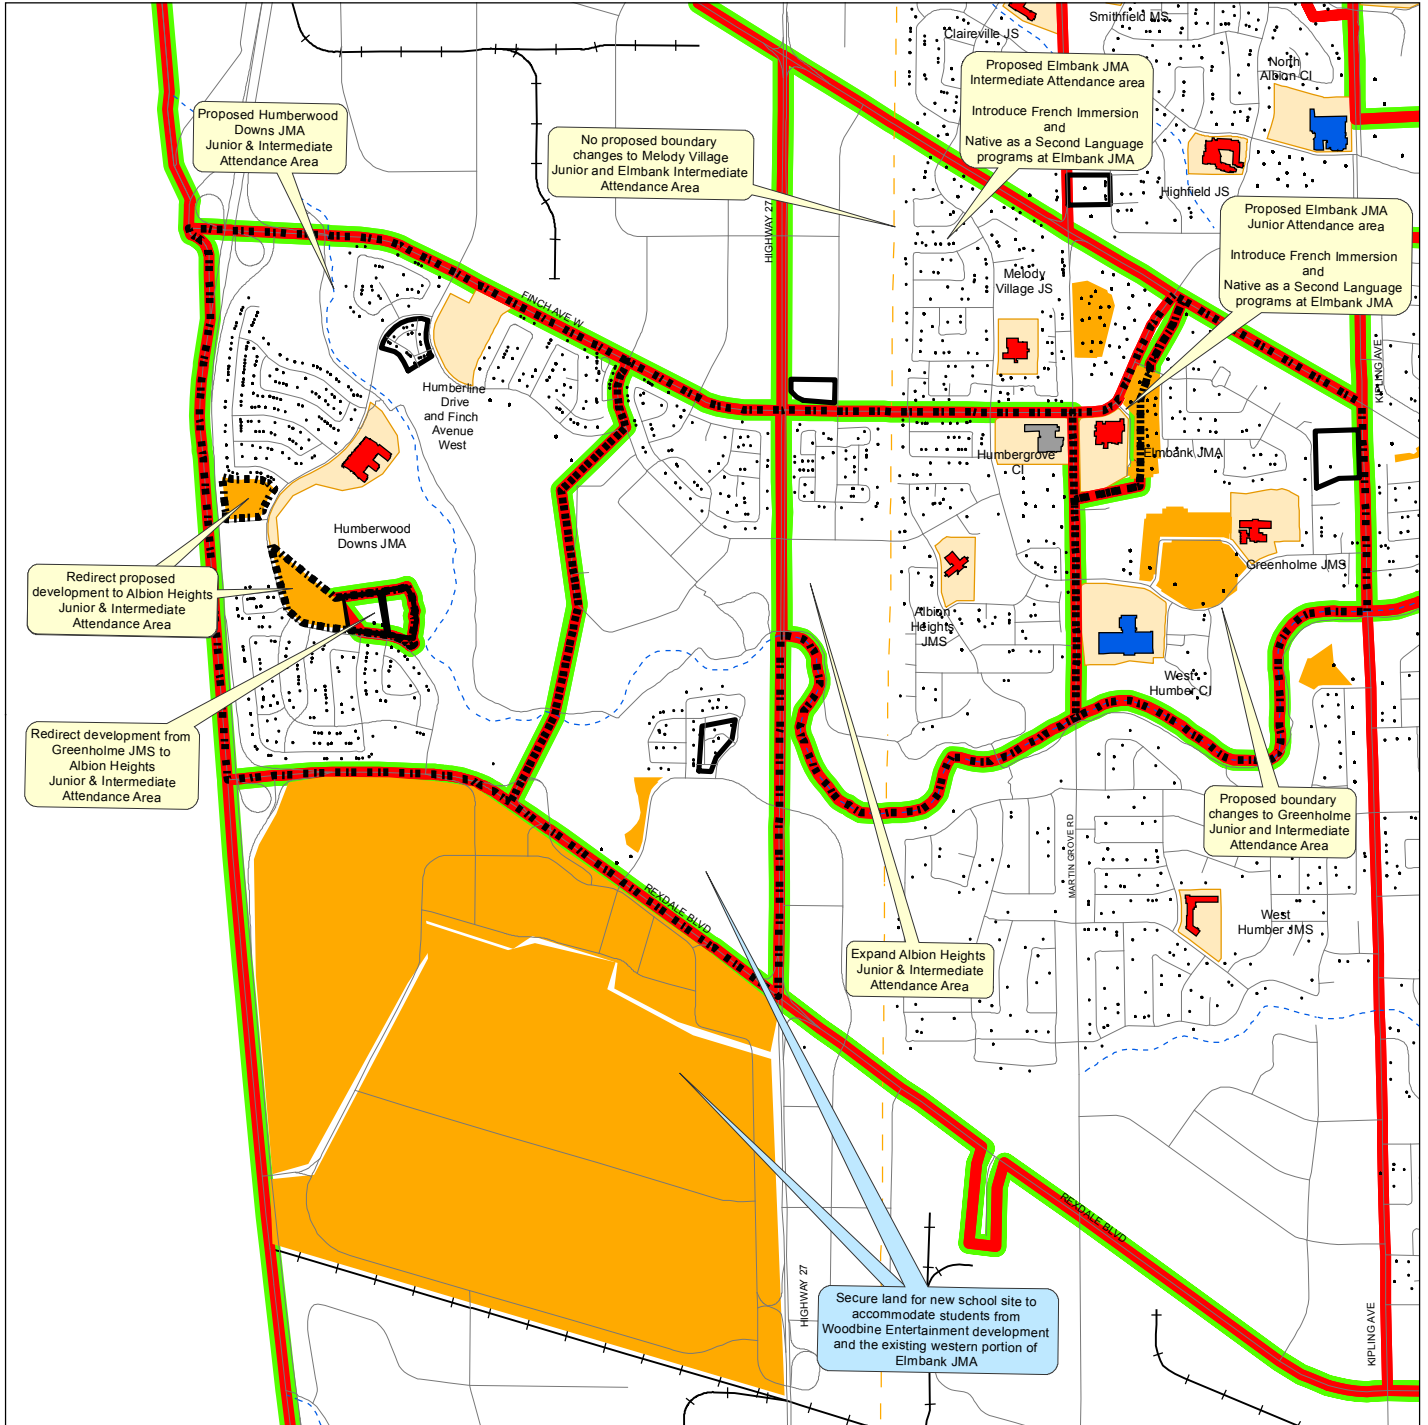 Claireville JS
Smithfield MS
North
Albion CI
Highfield JS
Proposed Elmbank JMA
Intermediate Attendance area
Introduce French Immersion
and
Native as a Second Language
programs at Elmbank JMA
Proposed Humberwood
Downs JMA
Junior & Intermediate
Attendance Area
No proposed boundary
changes to Melody Village
Junior and Elmbank Intermediate
Attendance Area
Proposed Elmbank JMA
Junior Attendance area
Introduce French Immersion
and
Native as a Second Language
programs at Elmbank JMA
HIGHWAY 27
FINCH AVE W
Melody
Village JS
KIPLING AVE
Humberline
Drive
and Finch
Avenue
West
Humbergrove
CI
Elmbank JMA
Humberwood
Downs JMA
Greenholme JMS
Redirect proposed
development to Albion Heights
Junior & Intermediate
Attendance Area
Albion
Heights
JMS
West
Humber CI
Redirect development from
Greenholme JMS to
Albion Heights
Junior & Intermediate
Attendance Area
Proposed boundary
changes to Greenholme
Junior and Intermediate
Attendance Area
MARTIN GROVE RD
REXDALE BLVD
West
Humber JMS
Expand Albion Heights
Junior & Intermediate
Attendance Area
REXDALE BLVD
HIGHWAY 27
Secure land for new school site to
accommodate students from
Woodbine Entertainment development
and the existing western portion of
Elmbank JMA
KIPLING AVE